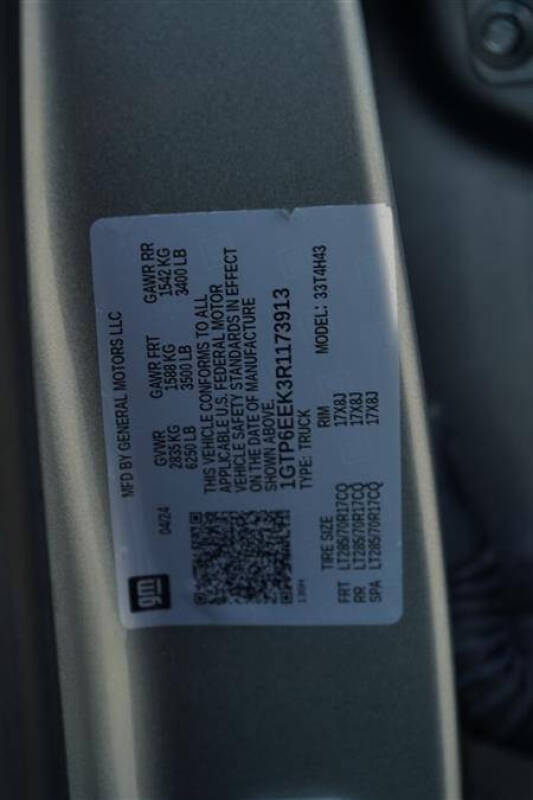 gm
MFD BY GENERAL MOTORS LLC
04/24
GVWR GAWR FRT GAWR RR
2835 KG 1588 KG 1542 KG
6250 LB 3500 LB 3400 LB
THIS VEHICLE CONFORMS TO ALL
APPLICABLE U.S. FEDERAL MOTOR
VEHICLE SAFETY STANDARDS IN EFFECT
ON THE DATE OF MANUFACTURE
SHOWN ABOVE.
1GTP6EEK3R1173913
TYPE: TRUCK MODEL: 33T4H43
TIRE SIZE RIM
FRT LT285/70R17CQ 17X8J
RR LT285/70R17CQ 17X8J
SPA LT285/70R17CQ 17X8J